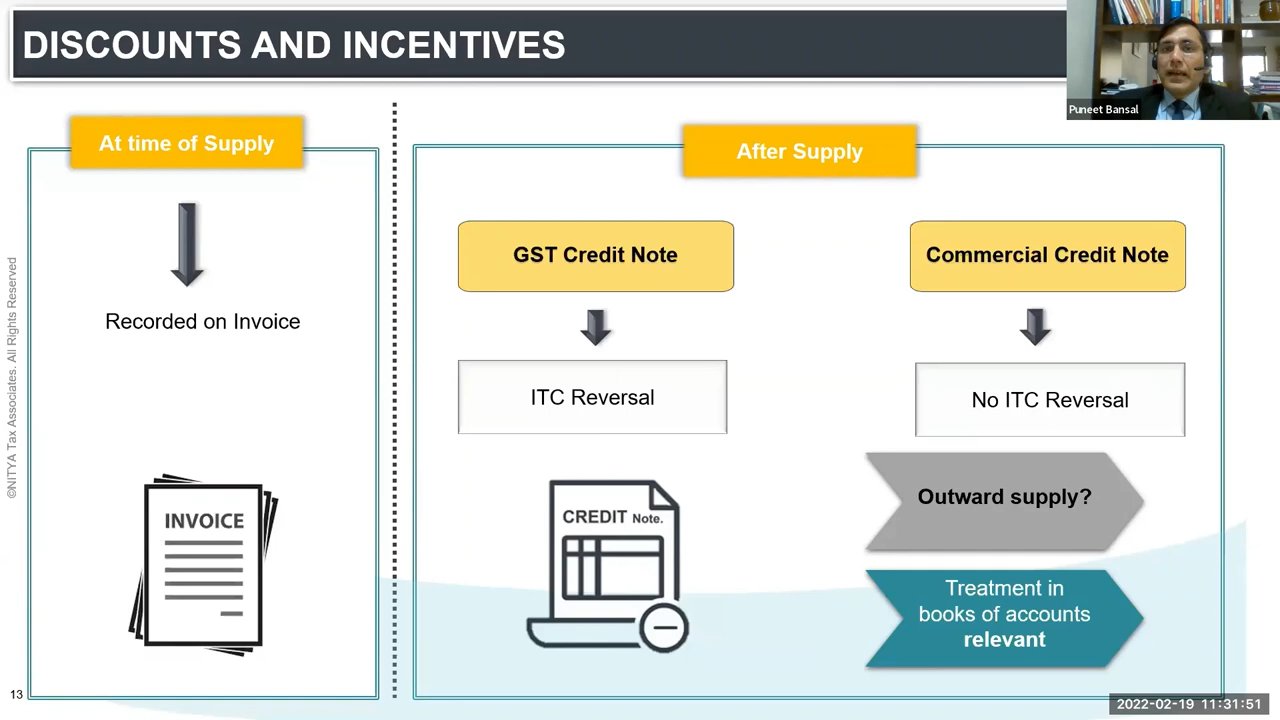 DISCOUNTS AND INCENTIVES
Puneet Bansal
At time of Supply
Recorded on Invoice
INVOICE
After Supply
GST Credit Note
ITC Reversal
CREDIT Note.
Commercial Credit Note
No ITC Reversal
Outward supply?
Treatment in
books of accounts
relevant
©NITYA Tax Associates. All Rights Reserved
13
2022-02-19 11:31:51